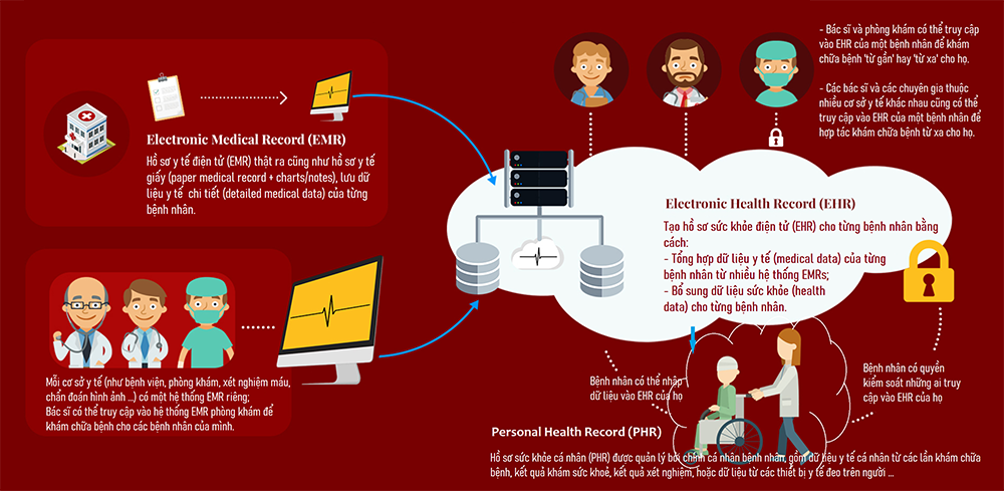 Electronic Medical Record (EMR)
Hồ sơ y tế điện tử (EMR) thật ra cũng như hồ sơ y tế
giấy (paper medical record + charts/notes), lưu dữ
liệu y tế chi tiết (detailed medical data) của từng
bệnh nhân.
Mỗi cơ sở y tế (như bệnh viện, phòng khám, xét nghiệm máu,
chẩn đoán hình ảnh ...) có một hệ thống EMR riêng;
Bác sĩ có thể truy cập vào hệ thống EMR phòng khám để
khám chữa bệnh cho các bệnh nhân của mình.
- Bác sĩ và phòng khám có thể truy cập
vào EHR của một bệnh nhân để khám
chữa bệnh 'từ gần' hay 'từ xa' cho họ.
- Các bác sĩ và các chuyên gia thuộc
nhiều cơ sở y tế khác nhau cũng có thể
truy cập vào EHR của một bệnh nhân để
hợp tác khám chữa bệnh từ xa cho họ.
Electronic Health Record (EHR)
Tạo hồ sơ sức khỏe điện tử (EHR) cho từng bệnh nhân bằng
cách:
- Tổng hợp dữ liệu y tế (medical data) của từng
bệnh nhân từ nhiều hệ thống EMRs;
- Bổ sung dữ liệu sức khỏe (health
data) cho từng bệnh nhân.
Bệnh nhân có thể nhập
dữ liệu vào EHR của họ
Bệnh nhân có quyền
kiểm soát những ai truy
cập vào EHR của họ
Personal Health Record (PHR)
Hồ sơ sức khỏe cá nhân (PHR) được quản lý bởi chính cá nhân bệnh nhân, gồm dữ liệu y tế cá nhân từ các lần khám chữa
bệnh, kết quả khám sức khoẻ, kết quả xét nghiệm, hoặc dữ liệu từ các thiết bị y tế đeo trên người ...